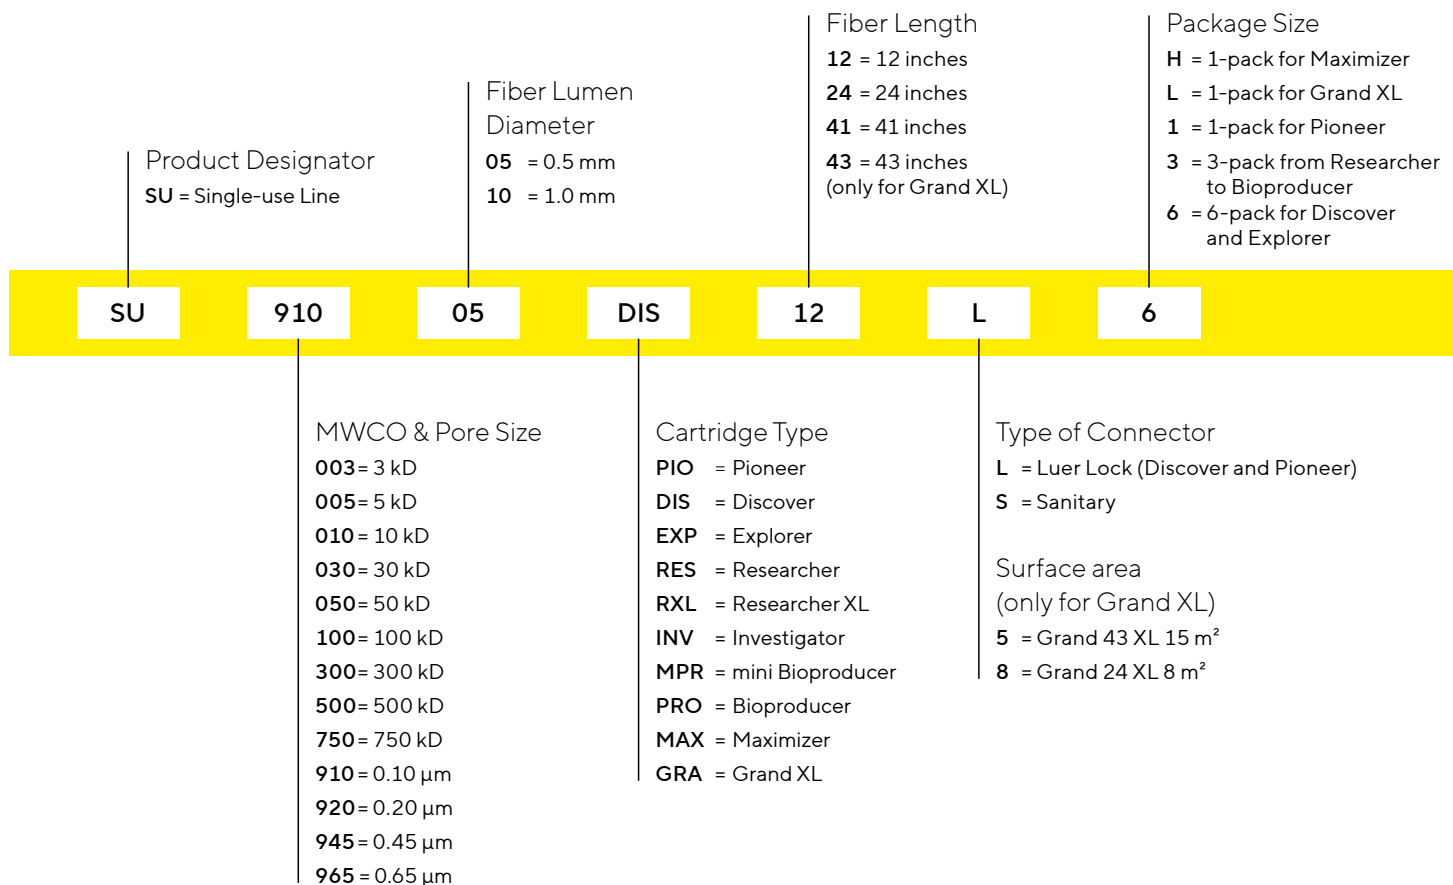 Product Designator
SU = Single-use Line
Fiber Lumen
Diameter
05 = 0.5 mm
10 = 1.0 mm
Fiber Length
12 = 12 inches
24 = 24 inches
41 = 41 inches
43 = 43 inches
(only for Grand XL)
Package Size
H = 1-pack for Maximizer
L = 1-pack for Grand XL
1 = 1-pack for Pioneer
3 = 3-pack from Researcher
to Bioproducer
6 = 6-pack for Discover
and Explorer
SU 910 05 DIS 12 L 6
MWCO & Pore Size
003= 3 kD
005= 5 kD
010= 10 kD
030= 30 kD
050= 50 kD
100= 100 kD
300= 300 kD
500= 500 kD
750= 750 kD
910= 0.10 µm
920= 0.20 µm
945= 0.45 µm
965= 0.65 µm
Cartridge Type
PIO = Pioneer
DIS = Discover
EXP = Explorer
RES = Researcher
RXL = Researcher XL
INV = Investigator
MPR = mini Bioproducer
PRO = Bioproducer
MAX = Maximizer
GRA = Grand XL
Type of Connector
L = Luer Lock (Discover and Pioneer)
S = Sanitary
Surface area
(only for Grand XL)
5 = Grand 43 XL 15 m²
8 = Grand 24 XL 8 m²